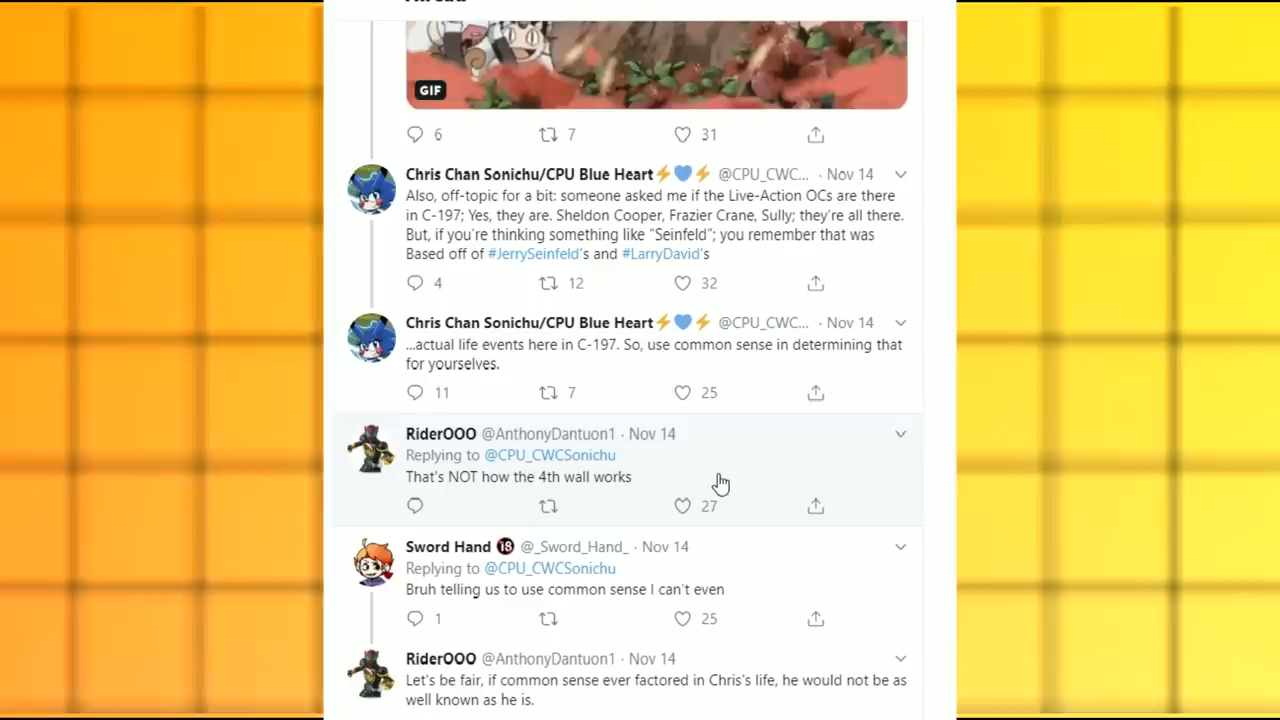 GIF
6 7 31
Chris Chan Sonichu/CPU Blue Heart⚡💙⚡ @CPU_CWC... · Nov 14
Also, off-topic for a bit: someone asked me if the Live-Action OCs are there
in C-197; Yes, they are. Sheldon Cooper, Frazier Crane, Sully; they're all there.
But, if you're thinking something like "Seinfeld"; you remember that was
Based off of #JerrySeinfeld's and #LarryDavid's
4 12 32
Chris Chan Sonichu/CPU Blue Heart⚡💙⚡ @CPU_CWC... · Nov 14
...actual life events here in C-197. So, use common sense in determining that
for yourselves.
11 7 25
RiderOOO @AnthonyDantuon1 · Nov 14
Replying to @CPU_CWCSonichu
That's NOT how the 4th wall works
27
Sword Hand 🔞 @_Sword_Hand_ · Nov 14
Replying to @CPU_CWCSonichu
Bruh telling us to use common sense I can't even
1 25
RiderOOO @AnthonyDantuon1 · Nov 14
Let's be fair, if common sense ever factored in Chris's life, he would not be as
well known as he is.